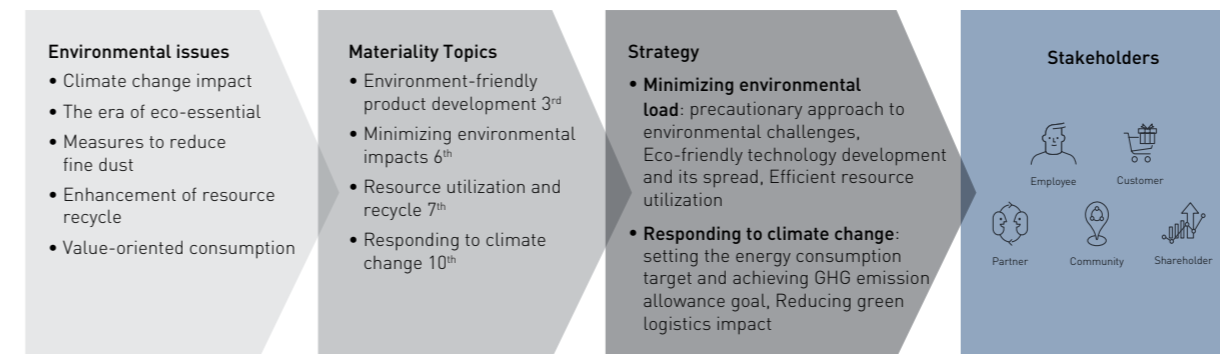 Environmental issues
• Climate change impact
• The era of eco-essential
• Measures to reduce
fine dust
• Enhancement of resource
recycle
• Value-oriented consumption
Materiality Topics
• Environment-friendly
product development 3rd
• Minimizing environmental
impacts 6th
• Resource utilization and
recycle 7th
• Responding to climate
change 10th
Strategy
• Minimizing environmental
load: precautionary approach to
environmental challenges,
Eco-friendly technology development
and its spread, Efficient resource
utilization
• Responding to climate change:
setting the energy consumption
target and achieving GHG emission
allowance goal, Reducing green
logistics impact
Stakeholders
Employee
Customer
Partner
Community
Shareholder